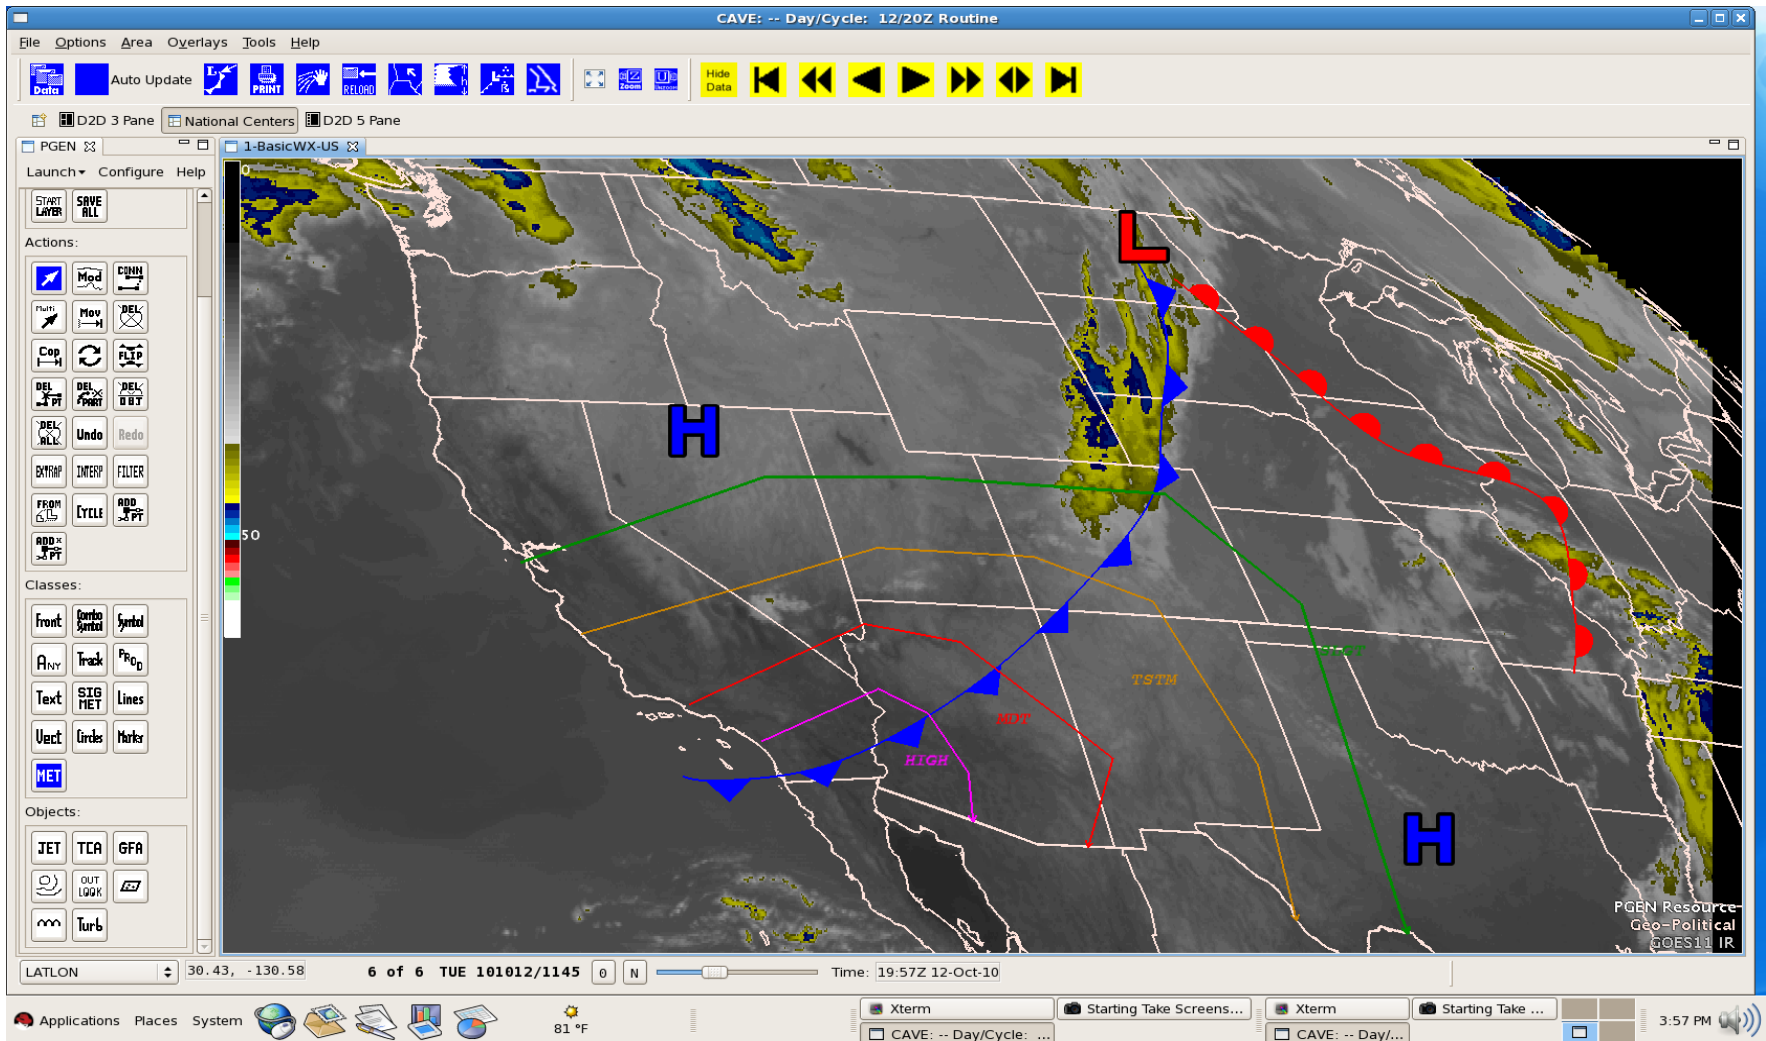 CAVE: -- Day/Cycle: 12/20Z Routine
File Options Area Overlays Tools Help
Data
Auto Update
PRINT
RELOAD
Zoom
Hide
Data
D2D 3 Pane National Centers D2D 5 Pane
PGEN
1-BasicWX-US
Launch Configure Help
START
LAYER
SAVE
ALL
Actions:
Mod
CONN
Multi
Mov
DEL
Cop
FLIP
DEL
PT
DEL
PART
DEL
OBJ
DEL
ALL
Undo
Redo
EXTRAP
INTERP
FILTER
FROM
CYCLE
ADD
PT
ADD×
PT
Classes:
Front
Combo
Symbol
Symbol
ANY
Track
PROD
Text
SIG
MET
Lines
Vect
Circles
Marker
MET
Objects:
JET
TCA
GFA
OUT
LOOK
Turb
0
50
L
H
H
TSTM
MDT
HIGH
PGEN Resource
Geo-Political
GOES11 IR
LATLON
30.43, -130.58
6 of 6 TUE 101012/1145
0
N
Time: 19:57Z 12-Oct-10
Applications Places System
81 °F
Xterm
Starting Take Screens...
Xterm
Starting Take ...
CAVE: -- Day/Cycle: ...
CAVE: -- Day/...
3:57 PM